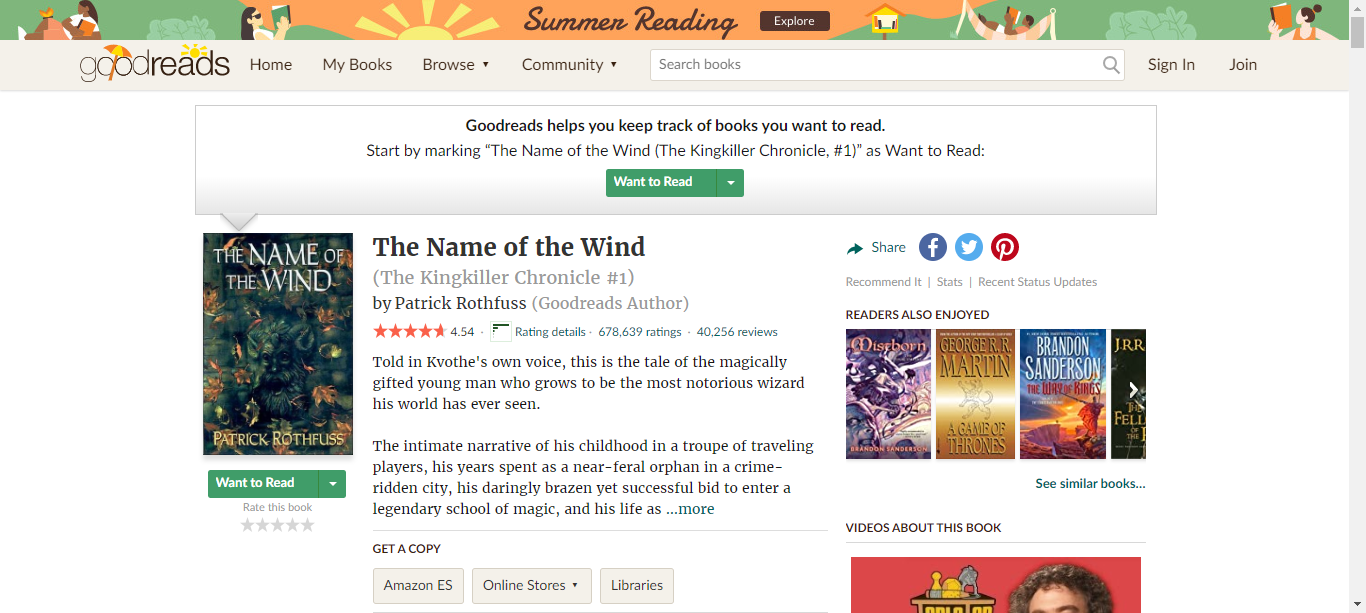 Summer Reading Explore
goodreads Home My Books Browse ▼ Community ▼ Search books Sign In Join
Goodreads helps you keep track of books you want to read.
Start by marking “The Name of the Wind (The Kingkiller Chronicle, #1)” as Want to Read:
Want to Read
THE NAME OF
THE WIND
PATRICK ROTHFUSS
Want to Read
Rate this book
The Name of the Wind
(The Kingkiller Chronicle #1)
by Patrick Rothfuss (Goodreads Author)
4.54 · Rating details · 678,639 ratings · 40,256 reviews
Told in Kvothe's own voice, this is the tale of the magically
gifted young man who grows to be the most notorious wizard
his world has ever seen.
The intimate narrative of his childhood in a troupe of traveling
players, his years spent as a near-feral orphan in a crime-
ridden city, his daringly brazen yet successful bid to enter a
legendary school of magic, and his life as ...more
GET A COPY
Amazon ES Online Stores ▼ Libraries
Share
Recommend It | Stats | Recent Status Updates
READERS ALSO ENJOYED
Mistborn
BRANDON SANDERSON
GEORGE R. R.
MARTIN
A GAME OF
THRONES
BRANDON
SANDERSON
THE WAY OF KINGS
J.R.R
THE
FELL
OF THE
See similar books…
VIDEOS ABOUT THIS BOOK